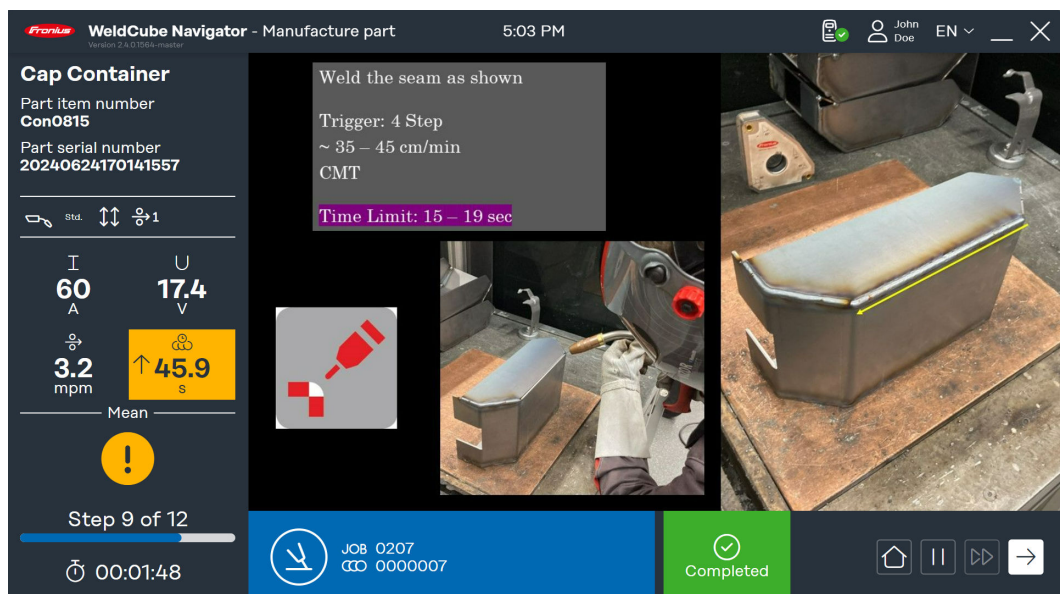 Fronius WeldCube Navigator - Manufacture part 5:03 PM John Doe EN
Version 2.4.0.1564-master
Cap Container
Part item number
Con0815
Part serial number
20240624170141557
Std. 1
I U
60 17.4
A V
3.2 45.9
mpm s
Mean
!
Step 9 of 12
00:01:48
Weld the seam as shown
Trigger: 4 Step
~ 35 – 45 cm/min
CMT
Time Limit: 15 – 19 sec
JOB 0207
0000007
Completed